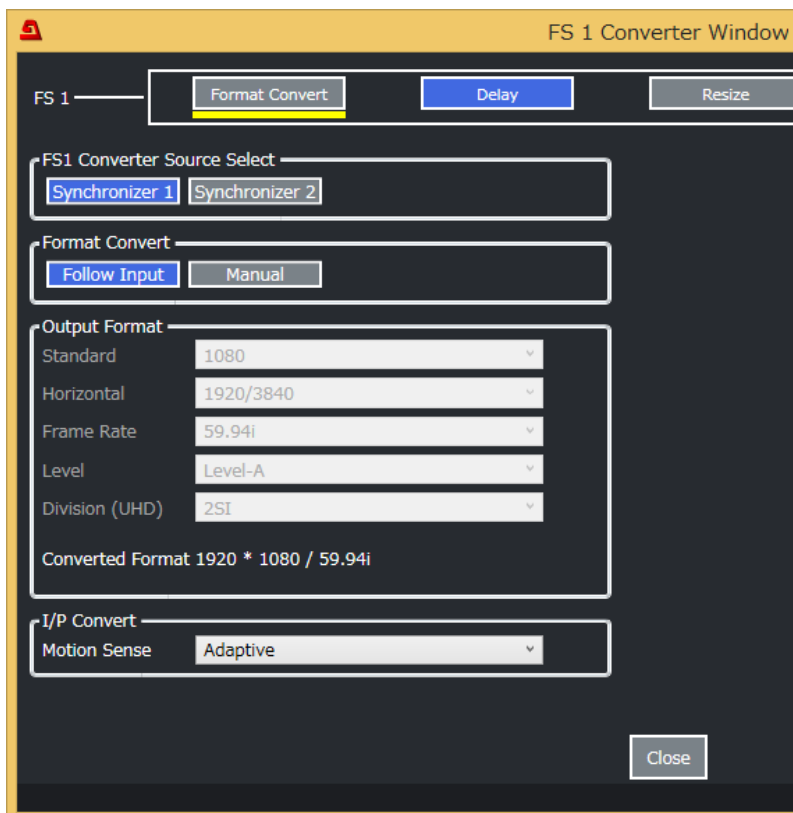 FS 1 Converter Window
FS 1 Format Convert Delay Resize
FS1 Converter Source Select
Synchronizer 1 Synchronizer 2
Format Convert
Follow Input Manual
Output Format
Standard 1080
Horizontal 1920/3840
Frame Rate 59.94i
Level Level-A
Division (UHD) 2SI
Converted Format 1920 * 1080 / 59.94i
I/P Convert
Motion Sense Adaptive
Close